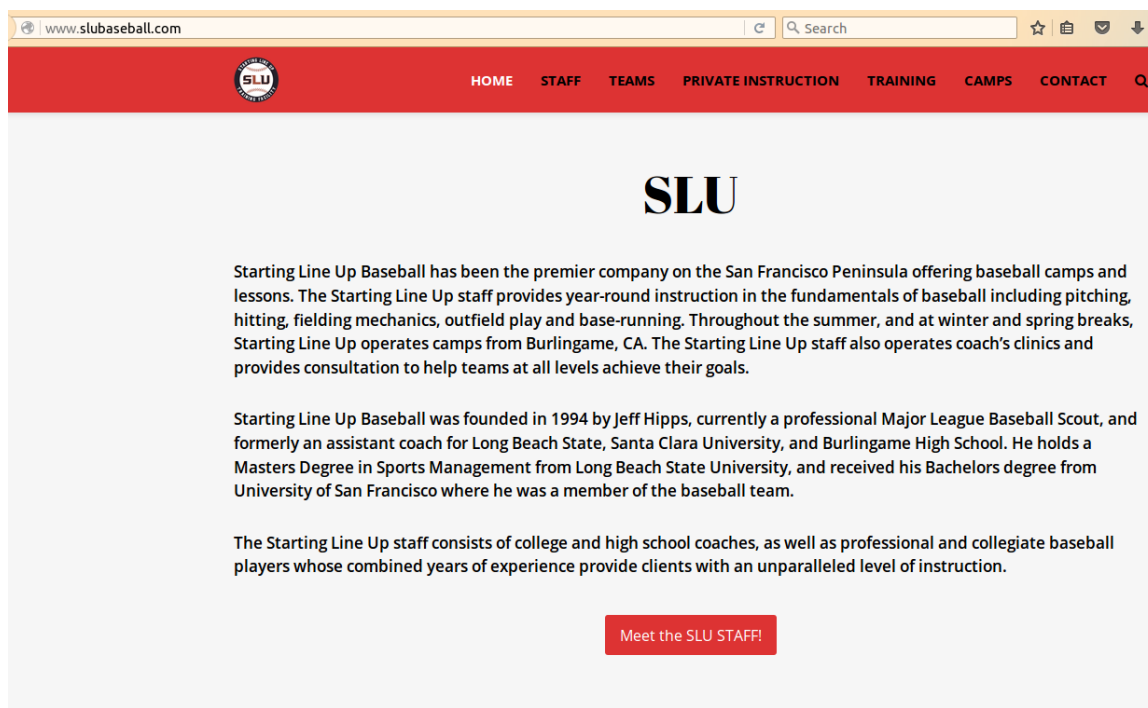 www.slubaseball.com
Search
STARTING LINE UP
SLU
TRAINING FACILITY
HOME STAFF TEAMS PRIVATE INSTRUCTION TRAINING CAMPS CONTACT
SLU
Starting Line Up Baseball has been the premier company on the San Francisco Peninsula offering baseball camps and
lessons. The Starting Line Up staff provides year-round instruction in the fundamentals of baseball including pitching,
hitting, fielding mechanics, outfield play and base-running. Throughout the summer, and at winter and spring breaks,
Starting Line Up operates camps from Burlingame, CA. The Starting Line Up staff also operates coach’s clinics and
provides consultation to help teams at all levels achieve their goals.
Starting Line Up Baseball was founded in 1994 by Jeff Hipps, currently a professional Major League Baseball Scout, and
formerly an assistant coach for Long Beach State, Santa Clara University, and Burlingame High School. He holds a
Masters Degree in Sports Management from Long Beach State University, and received his Bachelors degree from
University of San Francisco where he was a member of the baseball team.
The Starting Line Up staff consists of college and high school coaches, as well as professional and collegiate baseball
players whose combined years of experience provide clients with an unparalleled level of instruction.
Meet the SLU STAFF!